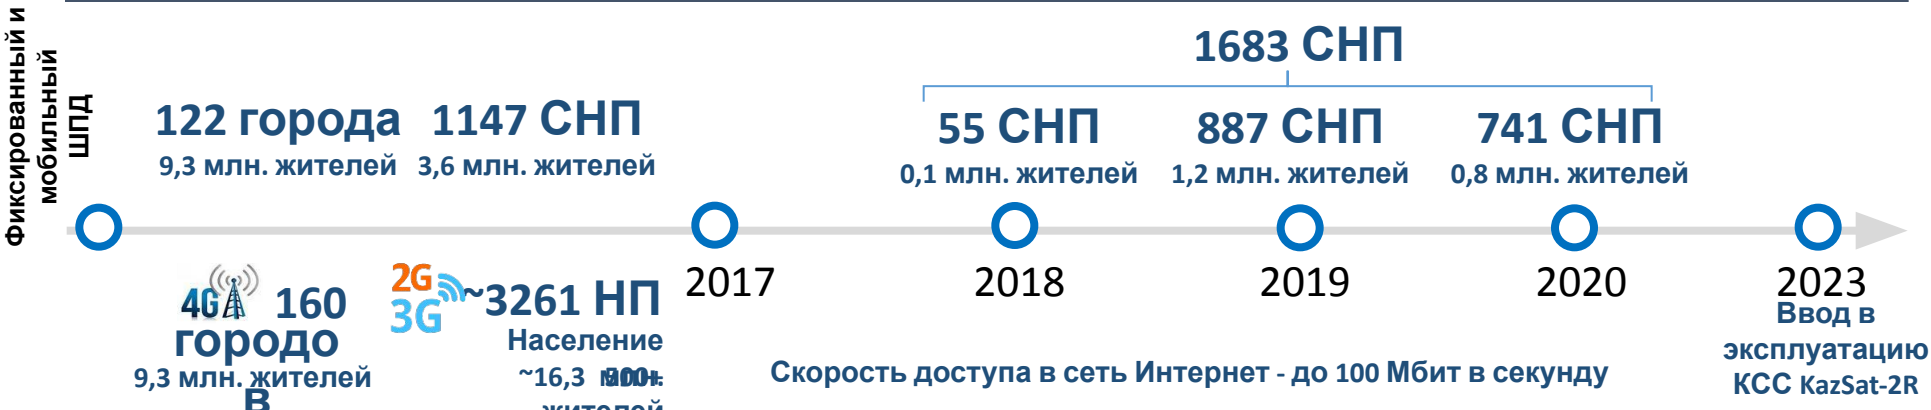 Фиксированный и
мобильный
ШПД
1683 СНП
122 города
9,3 млн. жителей
1147 СНП
3,6 млн. жителей
55 СНП
0,1 млн. жителей
887 СНП
1,2 млн. жителей
741 СНП
0,8 млн. жителей
2017
2018
2019
2020
2023
4G 160
городо
в
9,3 млн. жителей
2G
3G
~3261 НП
Население
~16,3
жителей
Скорость доступа в сеть Интернет - до 100 Мбит в секунду
Ввод в
эксплуатацию
КСС KazSat-2R